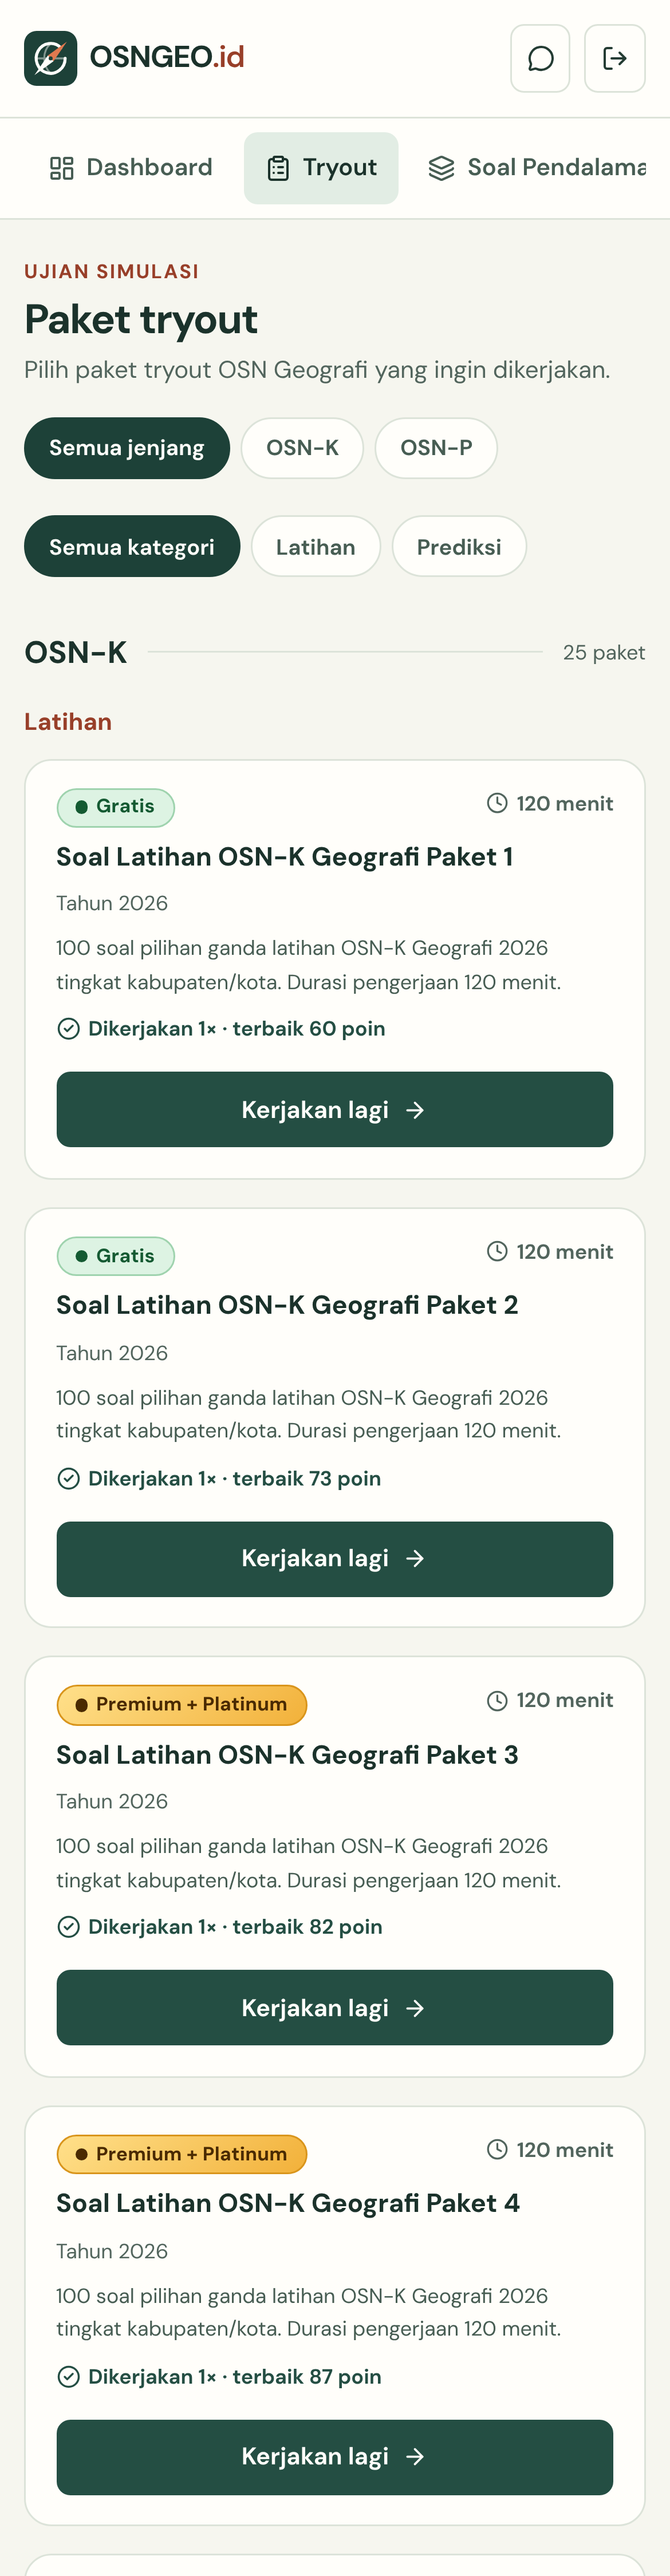 OSNGEO.id
Dashboard
Tryout
Soal Pendalama
UJIAN SIMULASI
Paket tryout
Pilih paket tryout OSN Geografi yang ingin dikerjakan.
Semua jenjang
OSN-K
OSN-P
Semua kategori
Latihan
Prediksi
OSN-K
25 paket
Latihan
Gratis
120 menit
Soal Latihan OSN-K Geografi Paket 1
Tahun 2026
100 soal pilihan ganda latihan OSN-K Geografi 2026
tingkat kabupaten/kota. Durasi pengerjaan 120 menit.
Dikerjakan 1× · terbaik 60 poin
Kerjakan lagi →
Gratis
120 menit
Soal Latihan OSN-K Geografi Paket 2
Tahun 2026
100 soal pilihan ganda latihan OSN-K Geografi 2026
tingkat kabupaten/kota. Durasi pengerjaan 120 menit.
Dikerjakan 1× · terbaik 73 poin
Kerjakan lagi →
Premium + Platinum
120 menit
Soal Latihan OSN-K Geografi Paket 3
Tahun 2026
100 soal pilihan ganda latihan OSN-K Geografi 2026
tingkat kabupaten/kota. Durasi pengerjaan 120 menit.
Dikerjakan 1× · terbaik 82 poin
Kerjakan lagi →
Premium + Platinum
120 menit
Soal Latihan OSN-K Geografi Paket 4
Tahun 2026
100 soal pilihan ganda latihan OSN-K Geografi 2026
tingkat kabupaten/kota. Durasi pengerjaan 120 menit.
Dikerjakan 1× · terbaik 87 poin
Kerjakan lagi →